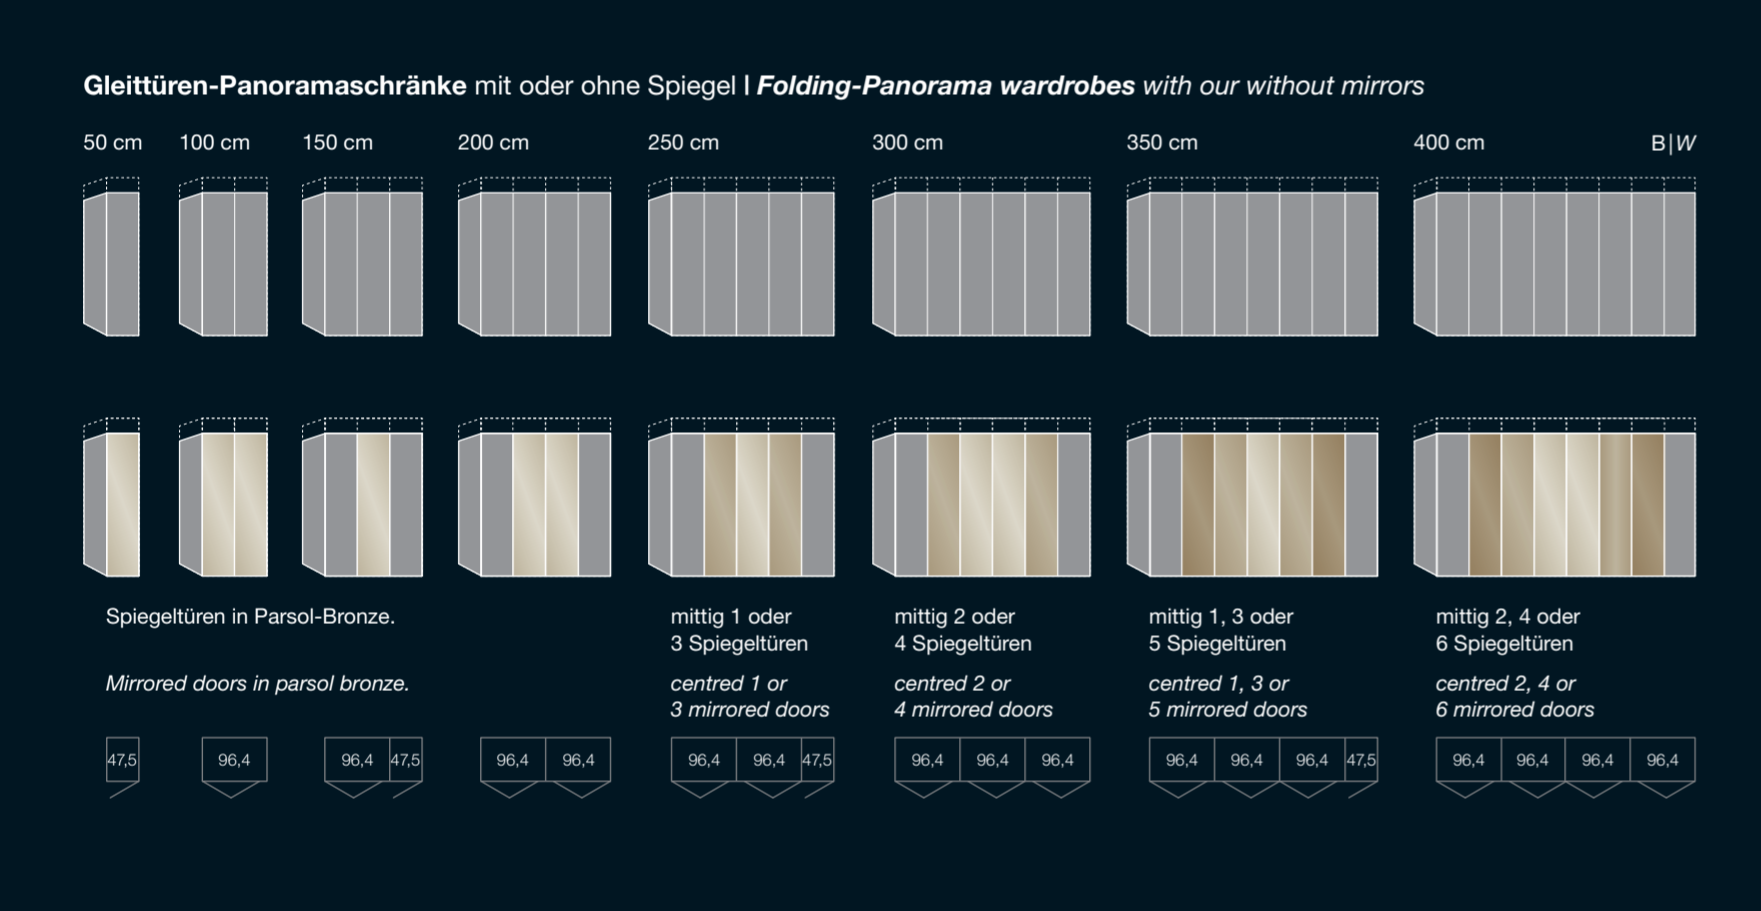 Gleittüren-Panoramaschränke mit oder ohne Spiegel | Folding-Panorama wardrobes with our without mirrors
50 cm 100 cm 150 cm 200 cm 250 cm 300 cm 350 cm 400 cm B|W
Spiegeltüren in Parsol-Bronze.
Mirrored doors in parsol bronze.
mittig 1 oder
3 Spiegeltüren
centred 1 or
3 mirrored doors
mittig 2 oder
4 Spiegeltüren
centred 2 or
4 mirrored doors
mittig 1, 3 oder
5 Spiegeltüren
centred 1, 3 or
5 mirrored doors
mittig 2, 4 oder
6 Spiegeltüren
centred 2, 4 or
6 mirrored doors
47,5 96,4 96,4 47,5 96,4 96,4 96,4 96,4 47,5 96,4 96,4 96,4 96,4 96,4 96,4 47,5 96,4 96,4 96,4 96,4